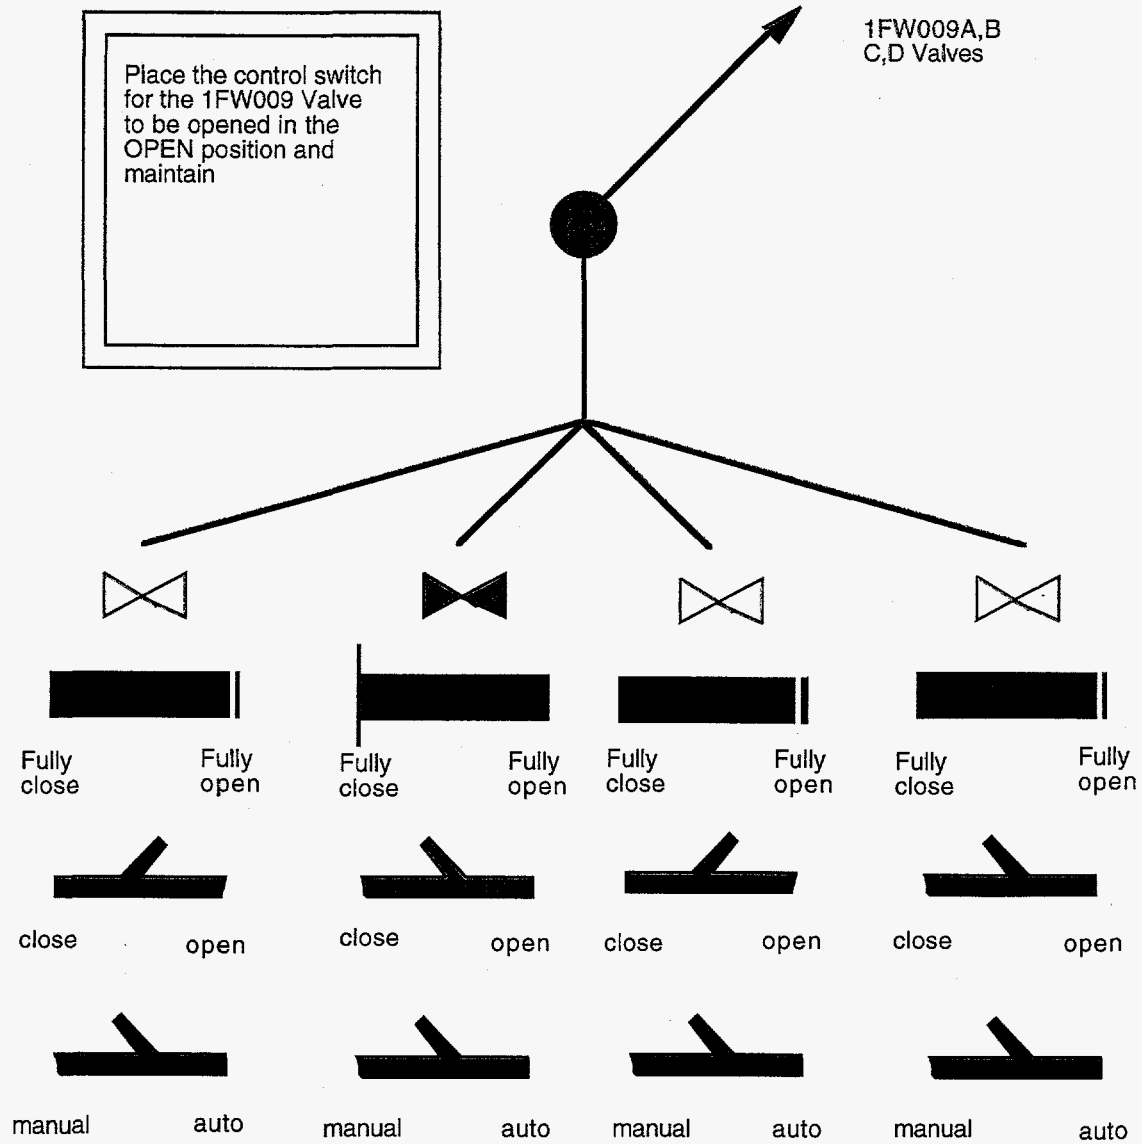 Place the control switch
for the 1FW009 Valve
to be opened in the
OPEN position and
maintain
1FW009A,B
C,D Valves
Fully
close
Fully
open
Fully
close
Fully
open
Fully
close
Fully
open
Fully
close
Fully
open
close
open
close
open
close
open
close
open
manual
auto
manual
auto
manual
auto
manual
auto